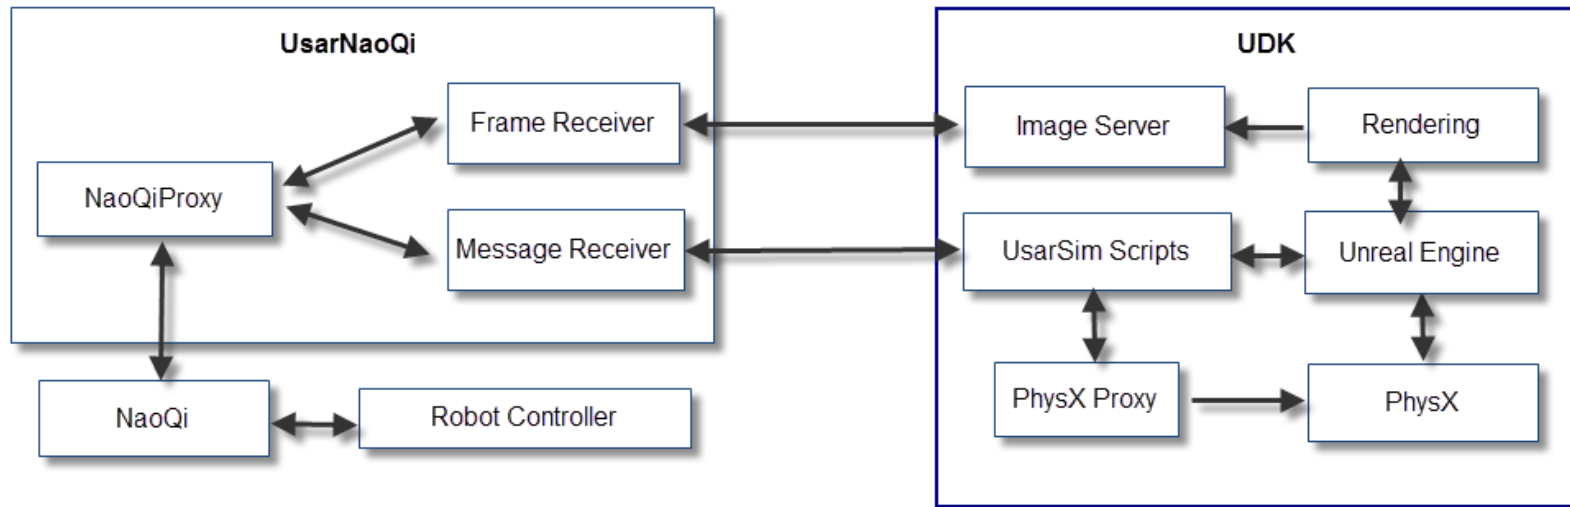 UsarNaoQi
Frame Receiver
NaoQiProxy
Message Receiver
NaoQi
Robot Controller
UDK
Image Server
Rendering
UsarSim Scripts
Unreal Engine
PhysX Proxy
PhysX